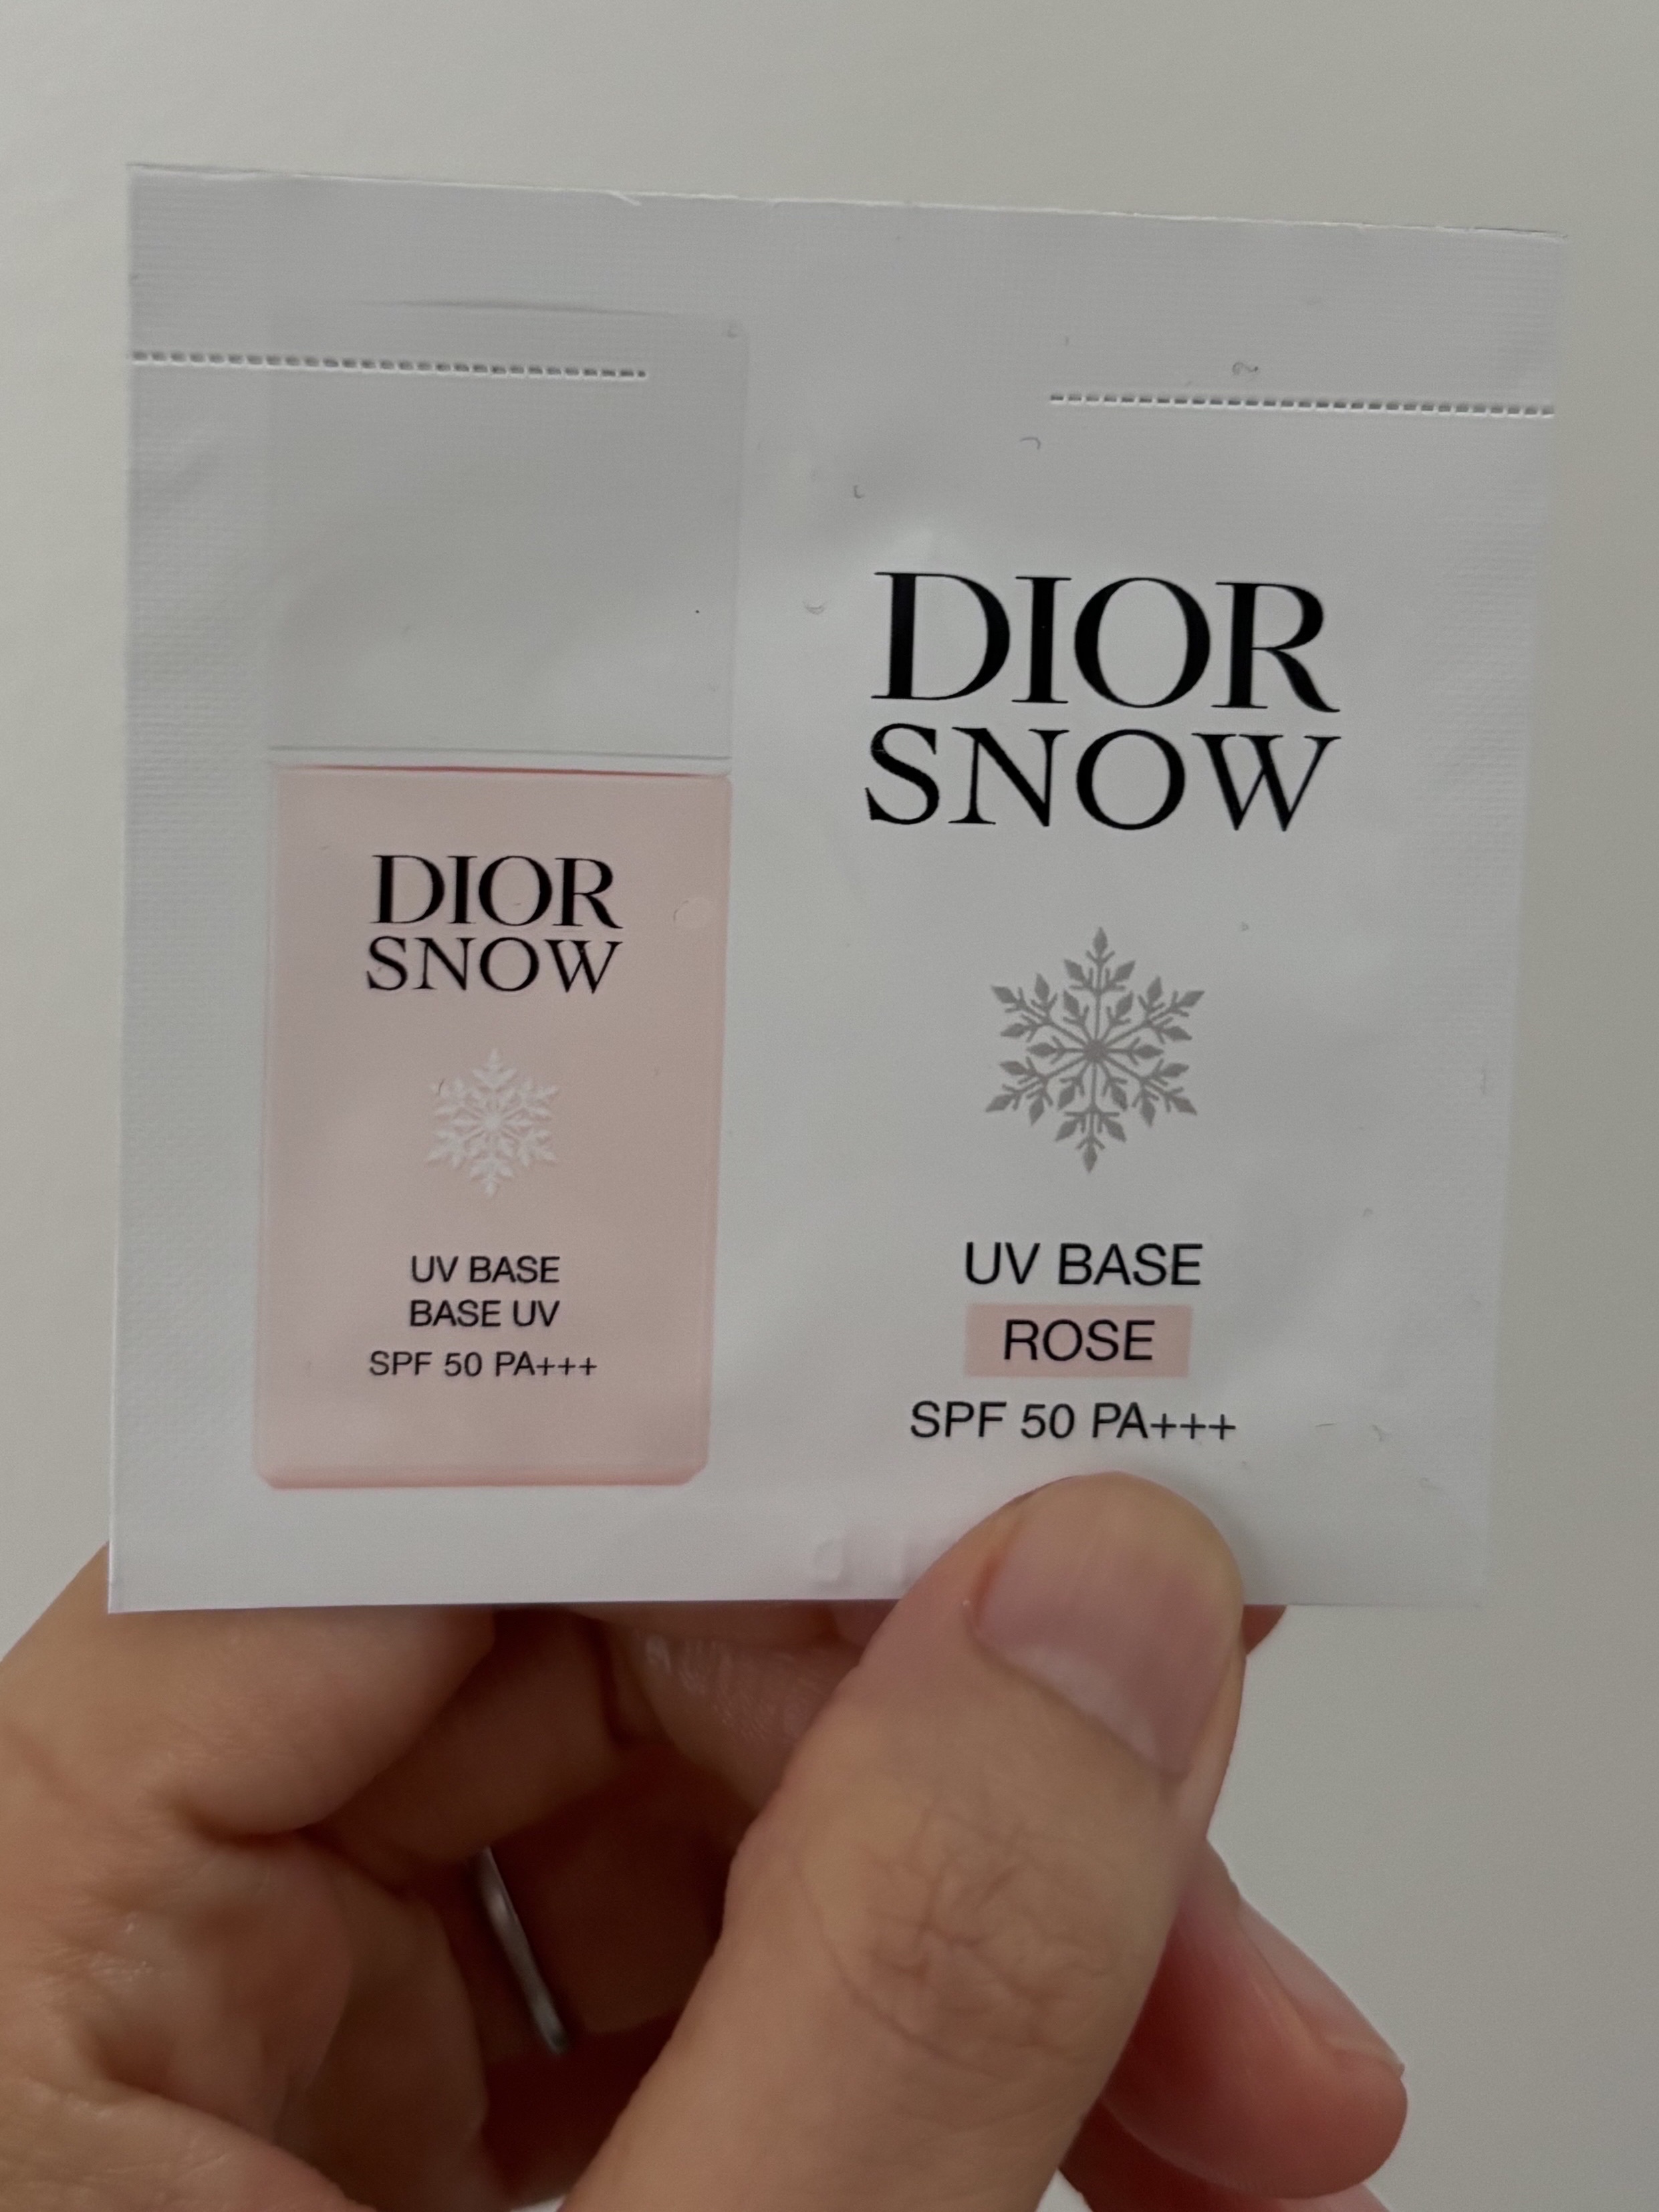 DIOR
SNOW
UV BASE
BASE UV
SPF 50 PA+++
DIOR
SNOW
UV BASE
ROSE
SPF 50 PA+++